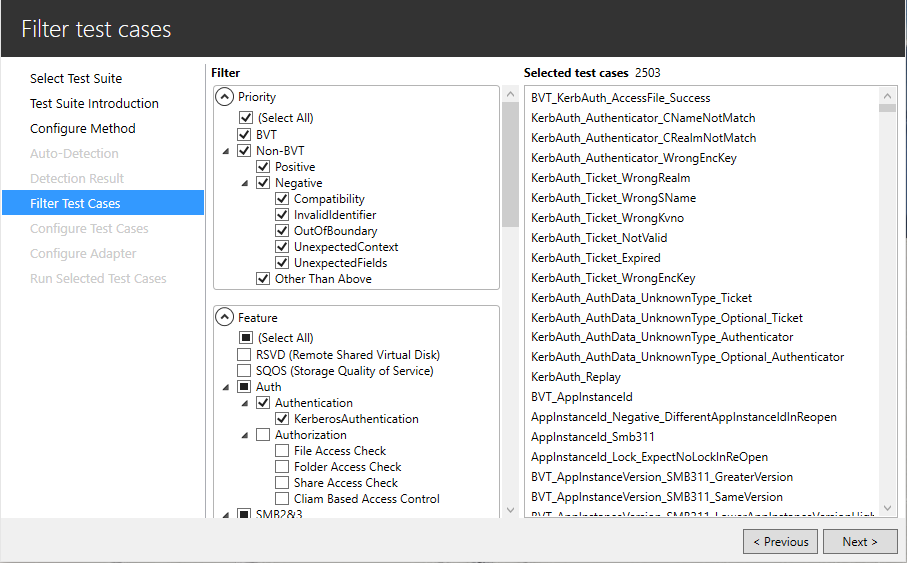 Filter test cases
Select Test Suite
Test Suite Introduction
Configure Method
Auto-Detection
Detection Result
Filter Test Cases
Configure Test Cases
Configure Adapter
Run Selected Test Cases
Filter
Priority
(Select All)
BVT
Non-BVT
Positive
Negative
Compatibility
InvalidIdentifier
OutOfBoundary
UnexpectedContext
UnexpectedFields
Other Than Above
Feature
(Select All)
RSVD (Remote Shared Virtual Disk)
SQOS (Storage Quality of Service)
Auth
Authentication
KerberosAuthentication
Authorization
File Access Check
Folder Access Check
Share Access Check
Cliam Based Access Control
SMB2&3
Selected test cases 2503
BVT_KerbAuth_AccessFile_Success
KerbAuth_Authenticator_CNameNotMatch
KerbAuth_Authenticator_CRealmNotMatch
KerbAuth_Authenticator_WrongEncKey
KerbAuth_Ticket_WrongRealm
KerbAuth_Ticket_WrongSName
KerbAuth_Ticket_WrongKvno
KerbAuth_Ticket_NotValid
KerbAuth_Ticket_Expired
KerbAuth_Ticket_WrongEncKey
KerbAuth_AuthData_UnknownType_Ticket
KerbAuth_AuthData_UnknownType_Optional_Ticket
KerbAuth_AuthData_UnknownType_Authenticator
KerbAuth_AuthData_UnknownType_Optional_Authenticator
KerbAuth_Replay
BVT_AppInstanceId
AppInstanceId_Negative_DifferentAppInstanceIdInReopen
AppInstanceId_Smb311
AppInstanceId_Lock_ExpectNoLockInReOpen
BVT_AppInstanceVersion_SMB311_GreaterVersion
BVT_AppInstanceVersion_SMB311_SameVersion
BVT_AppInstanceVersion_SMB311_LowerAppInstanceVersionHigh
< Previous
Next >